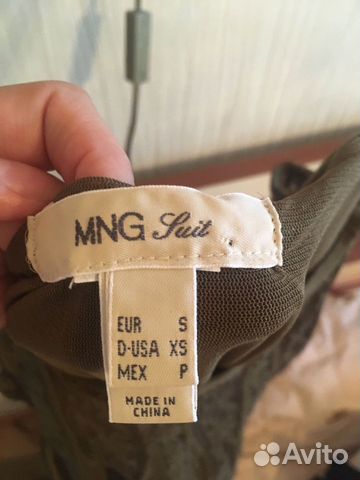 MNG Suit
EUR S
D-USA XS
MEX P
MADE IN
CHINA
Avito